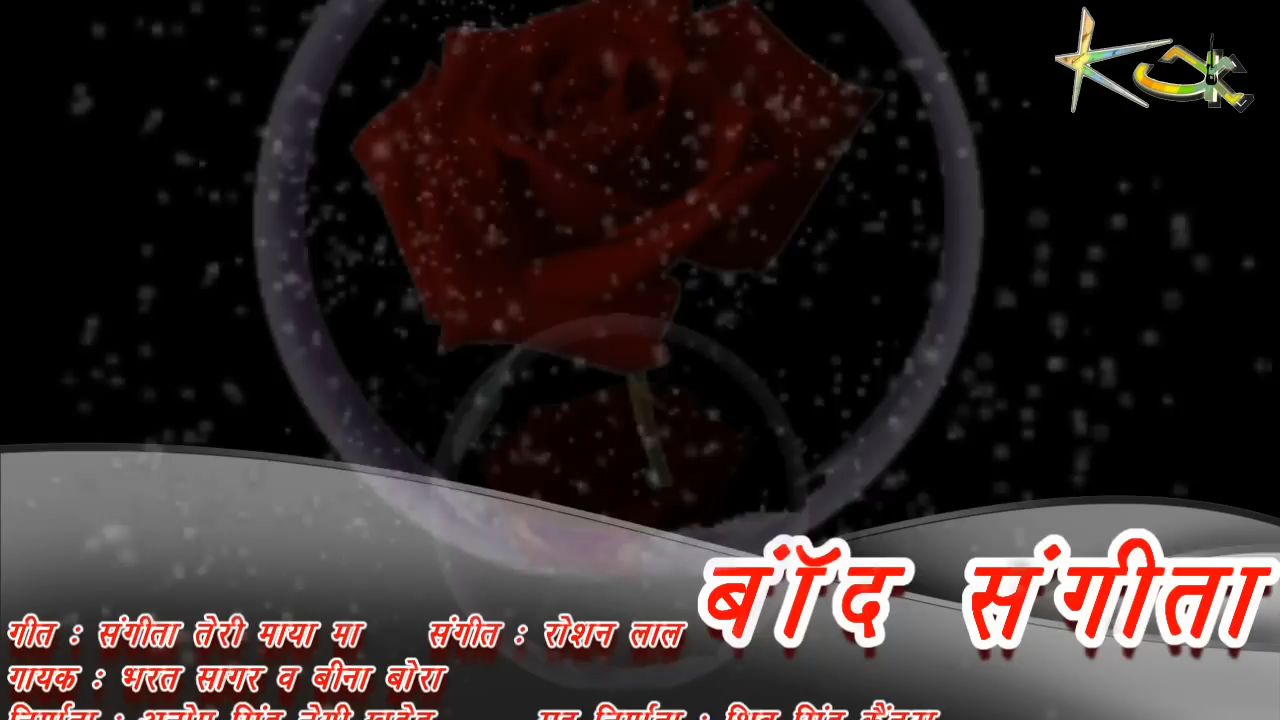 बांॅद संगीता
गीत : संगीता तेरी माया मा संगीत : रोशन लाल
गायक : भरत सागर व बीना बोरा